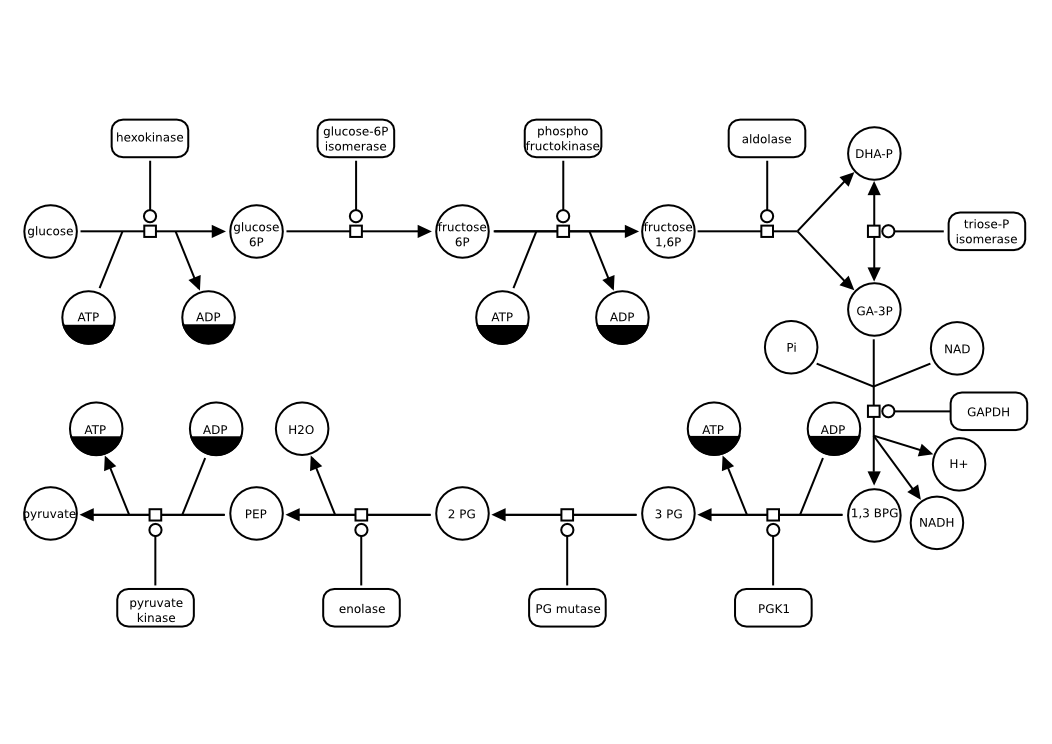 hexokinase
glucose-6P
isomerase
phospho
fructokinase
aldolase
DHA-P
glucose
glucose
6P
fructose
6P
fructose
1,6P
triose-P
isomerase
ATP
ADP
ATP
ADP
GA-3P
Pi
NAD
GAPDH
ATP
ADP
H2O
ATP
ADP
H+
pyruvate
PEP
2 PG
3 PG
1,3 BPG
NADH
pyruvate
kinase
enolase
PG mutase
PGK1